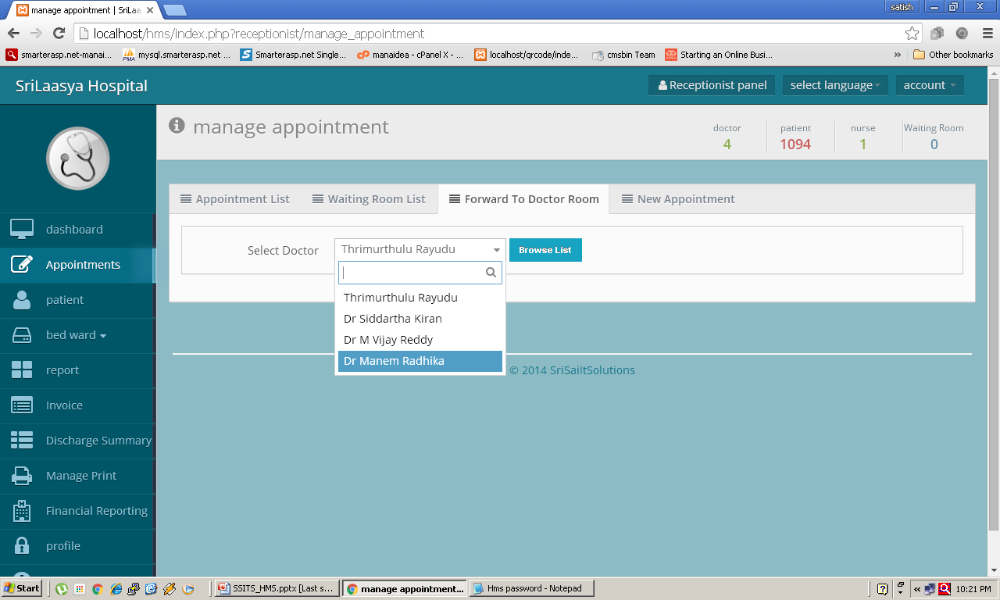 manage appointment | SriLaa
satish
localhost/hms/index.php?receptionist/manage_appointment
smarterasp.net-manai... mysql.smarterasp.net ... Smarterasp.net Single... manaidea - cPanel X - ... localhost/qrcode/inde... cmsbin Team Starting an Online Busi... » Other bookmarks
SriLaasya Hospital Receptionist panel select language account
manage appointment
doctor patient nurse Waiting Room
4 1094 1 0
Appointment List Waiting Room List Forward To Doctor Room New Appointment
Select Doctor Thrimurthulu Rayudu Browse List
Thrimurthulu Rayudu
Dr Siddartha Kiran
Dr M Vijay Reddy
Dr Manem Radhika
dashboard
Appointments
patient
bed ward
report
Invoice
Discharge Summary
Manage Print
Financial Reporting
profile
© 2014 SriSaiItSolutions
Start SSITS_HMS.pptx [Last s... manage appointment... Hms password - Notepad « 10:21 PM